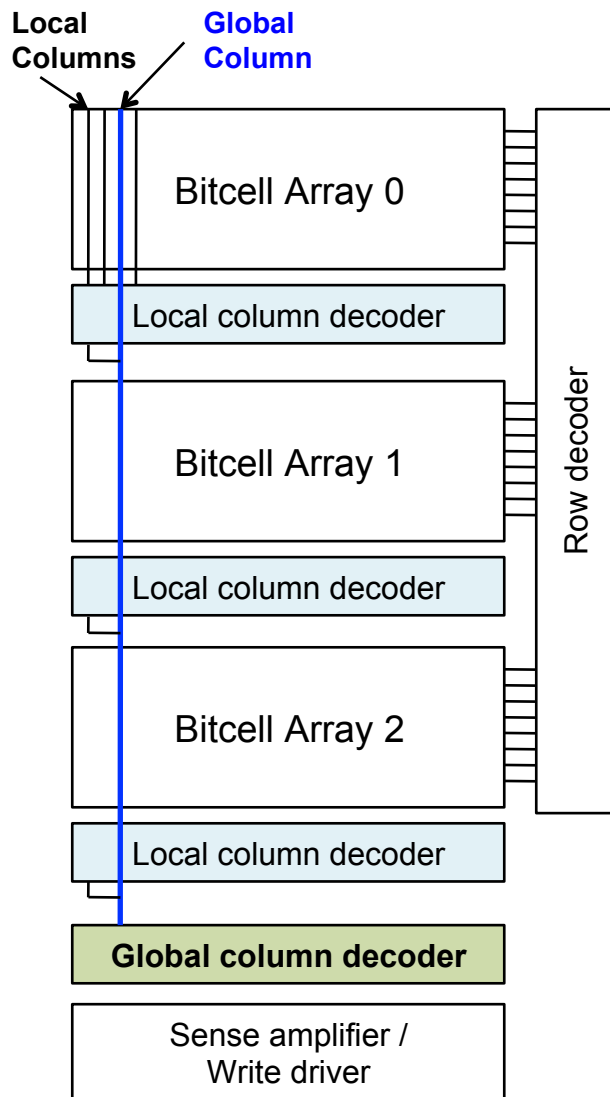 Local
Columns
Global
Column
Bitcell Array 0
Local column decoder
Bitcell Array 1
Local column decoder
Bitcell Array 2
Local column decoder
Row decoder
Global column decoder
Sense amplifier /
Write driver